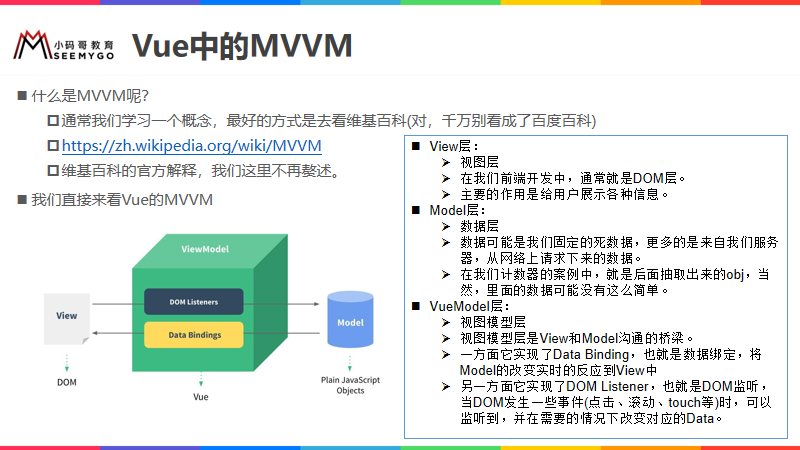 小码哥教育
SEEMYGO
Vue中的MVVM
什么是MVVM呢?
通常我们学习一个概念，最好的方式是去看维基百科(对，千万别看成了百度百科)
https://zh.wikipedia.org/wiki/MVVM
维基百科的官方解释，我们这里不再赘述。
我们直接来看Vue的MVVM
ViewModel
View
DOM Listeners
Data Bindings
Model
DOM
Vue
Plain JavaScript
Objects
View层：
视图层
在我们前端开发中，通常就是DOM层。
主要的作用是给用户展示各种信息。
Model层：
数据层
数据可能是我们固定的死数据，更多的是来自我们服务
器，从网络上请求下来的数据。
在我们计数器的案例中，就是后面抽取出来的obj，当
然，里面的数据可能没有这么简单。
VueModel层：
视图模型层
视图模型层是View和Model沟通的桥梁。
一方面它实现了Data Binding，也就是数据绑定，将
Model的改变实时的反应到View中
另一方面它实现了DOM Listener，也就是DOM监听，
当DOM发生一些事件(点击、滚动、touch等)时，可以
监听到，并在需要的情况下改变对应的Data。